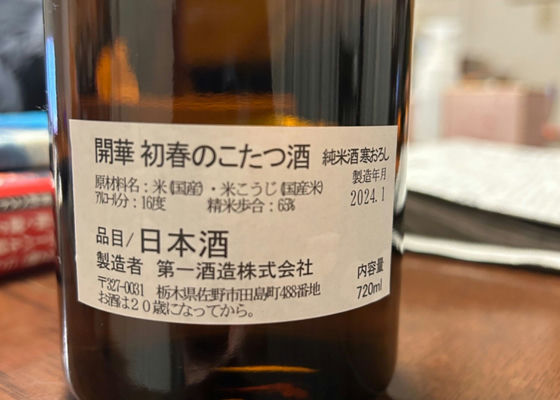 開華 初春のこたつ酒 純米酒 寒おろし
原材料名：米(国産)・米こうじ(国産米) 製造年月
アルコール分：16度 精米歩合：65% 2024.1
品目/日本酒
製造者 第一酒造株式会社
〒327-0031 栃木県佐野市田島町488番地 内容量
お酒は20歳になってから。 720ml